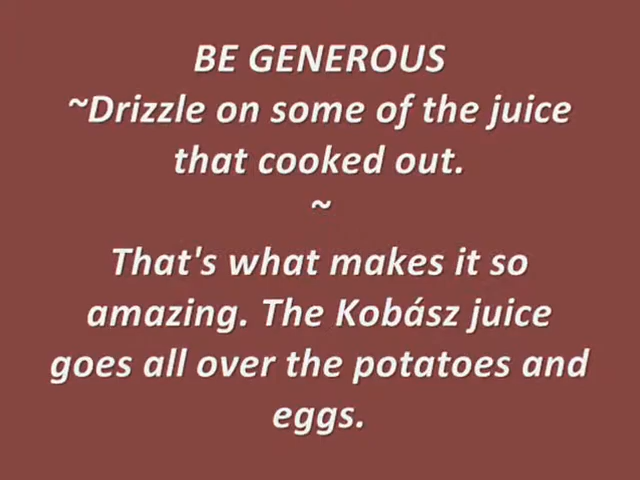 BE GENEROUS
~Drizzle on some of the juice
that cooked out.
~
That's what makes it so
amazing. The Kobász juice
goes all over the potatoes and
eggs.